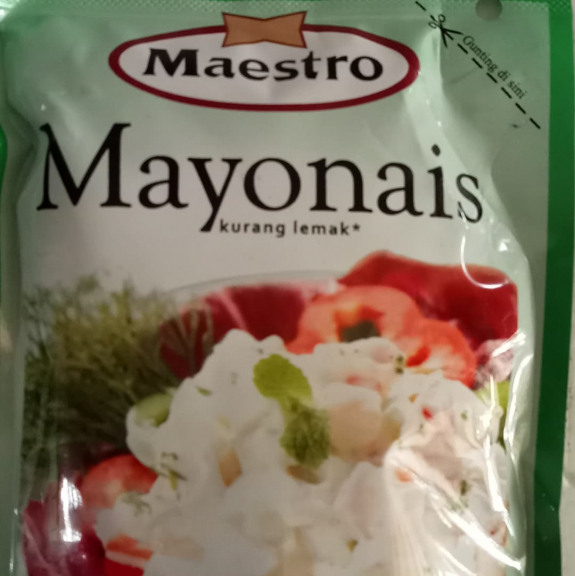 Maestro
Gunting di sini
Mayonais
kurang lemak*